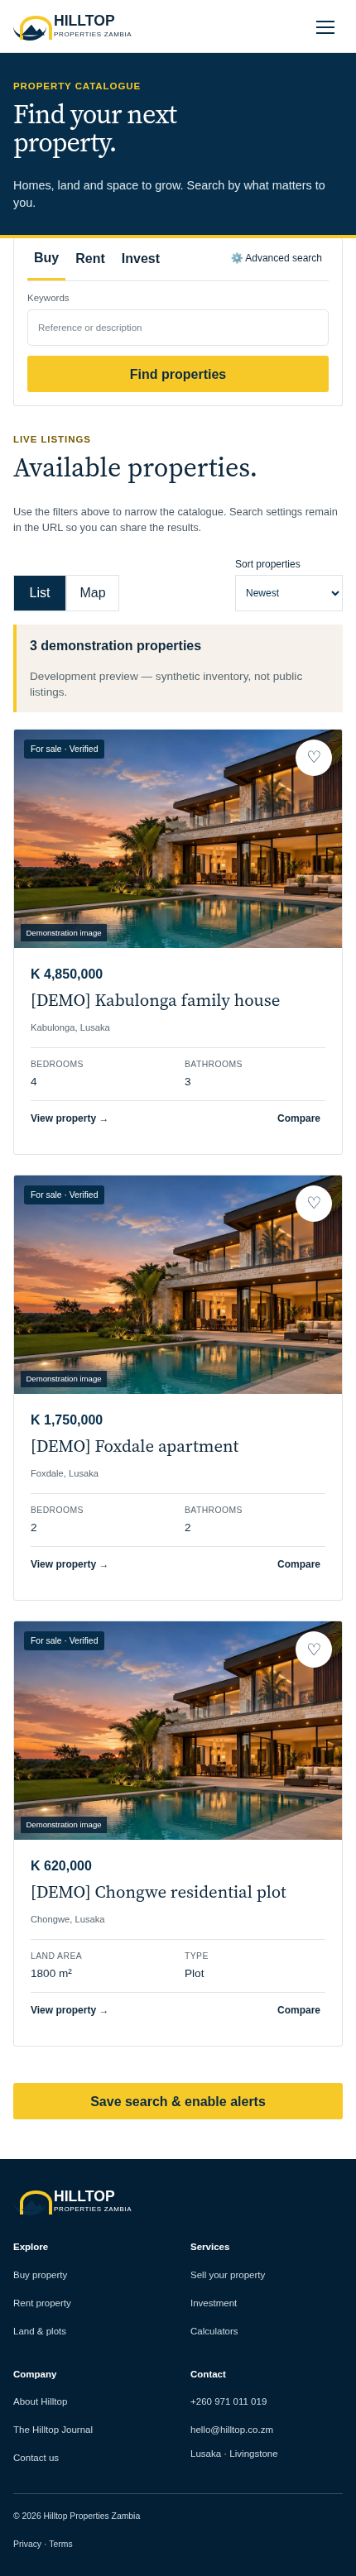 HILLTOP
PROPERTIES ZAMBIA
PROPERTY CATALOGUE
Find your next
property.
Homes, land and space to grow. Search by what matters to
you.
Buy Rent Invest ⚙️ Advanced search
Keywords
Reference or description
Find properties
LIVE LISTINGS
Available properties.
Use the filters above to narrow the catalogue. Search settings remain
in the URL so you can share the results.
Sort properties
List Map Newest
3 demonstration properties
Development preview — synthetic inventory, not public
listings.
For sale · Verified
Demonstration image
K 4,850,000
[DEMO] Kabulonga family house
Kabulonga, Lusaka
BEDROOMS BATHROOMS
4 3
View property → Compare
For sale · Verified
Demonstration image
K 1,750,000
[DEMO] Foxdale apartment
Foxdale, Lusaka
BEDROOMS BATHROOMS
2 2
View property → Compare
For sale · Verified
Demonstration image
K 620,000
[DEMO] Chongwe residential plot
Chongwe, Lusaka
LAND AREA TYPE
1800 m² Plot
View property → Compare
Save search & enable alerts
HILLTOP
PROPERTIES ZAMBIA
Explore Services
Buy property Sell your property
Rent property Investment
Land & plots Calculators
Company Contact
About Hilltop +260 971 011 019
The Hilltop Journal hello@hilltop.co.zm
Contact us Lusaka · Livingstone
© 2026 Hilltop Properties Zambia
Privacy · Terms